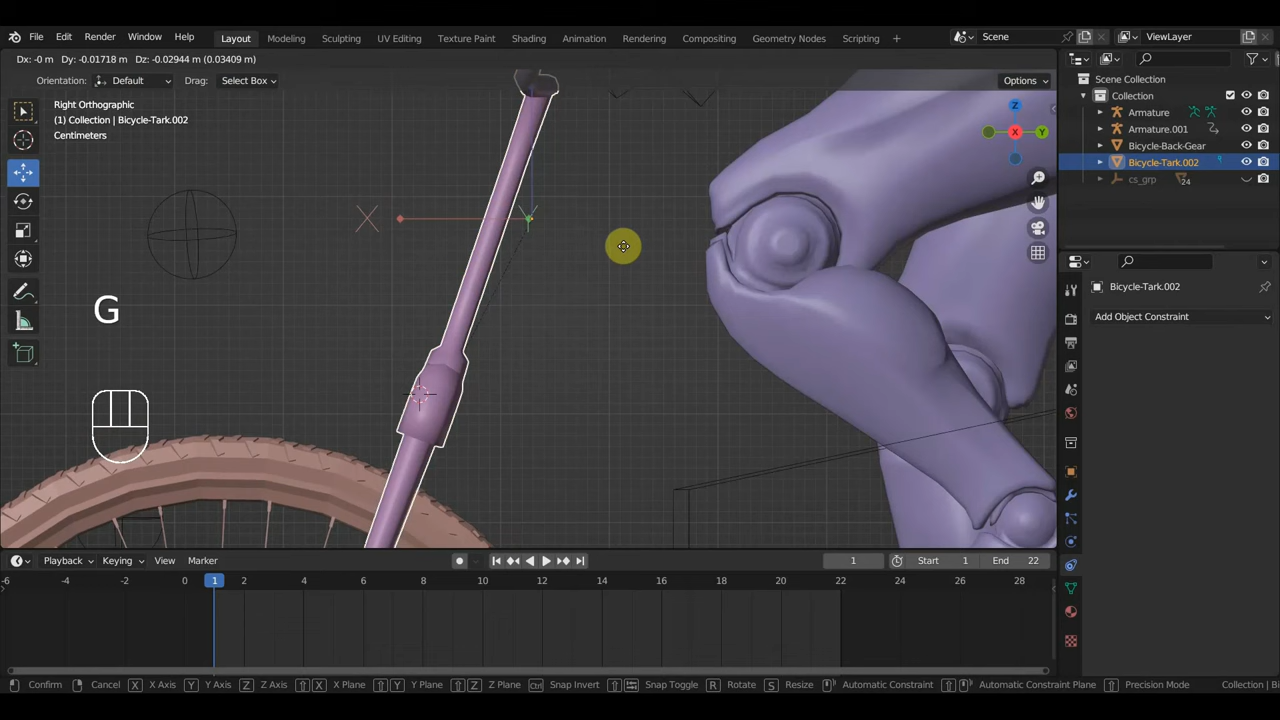 File Edit Render Window Help Layout Modeling Sculpting UV Editing Texture Paint Shading Animation Rendering Compositing Geometry Nodes Scripting + Scene ViewLayer
Dx: -0 m Dy: -0.01718 m Dz: -0.02944 m (0.03409 m)
Orientation: Default Drag: Select Box Options
Right Orthographic
(1) Collection | Bicycle-Tark.002
Centimeters
G
Z
X
Y
Scene Collection
Collection
Armature
Armature.001
Bicycle-Back-Gear
Bicycle-Tark.002
cs_grp 24
Bicycle-Tark.002
Add Object Constraint
Playback Keying View Marker 1 Start 1 End 22
-6 -4 -2 0 1 2 4 6 8 10 12 14 16 18 20 22 24 26 28
Confirm Cancel X X Axis Y Y Axis Z Z Axis X X Plane Y Y Plane Z Z Plane Ctrl Snap Invert Snap Toggle R Rotate S Resize Automatic Constraint Automatic Constraint Plane Precision Mode Collection | Bi